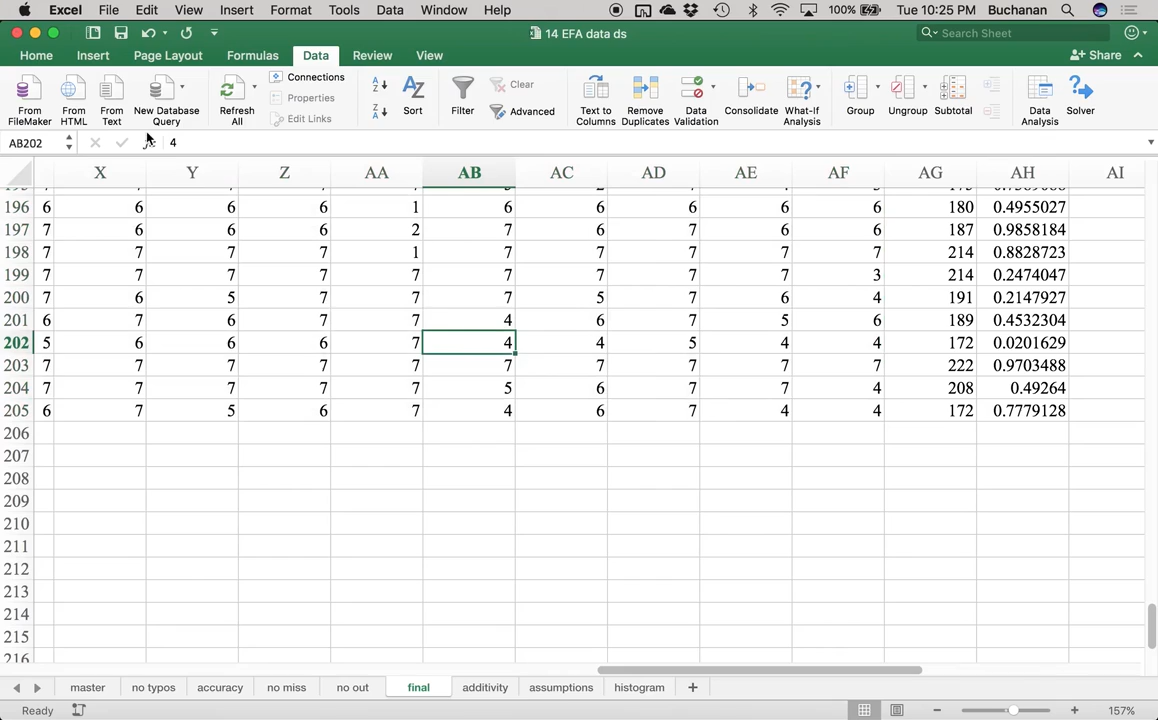 Excel File Edit View Insert Format Tools Data Window Help 100% Tue 10:25 PM Buchanan
14 EFA data ds Search Sheet
Home Insert Page Layout Formulas Data Review View Share
From FileMaker From HTML From Text New Database Query Refresh All Connections Properties Edit Links Sort Filter Clear Advanced Text to Columns Remove Duplicates Data Validation Consolidate What-If Analysis Group Ungroup Subtotal Data Analysis Solver
AB202 4
X Y Z AA AB AC AD AE AF AG AH AI
196 6 6 6 6 1 6 6 6 6 6 180 0.4955027
197 7 6 6 6 2 7 6 7 6 6 187 0.9858184
198 7 7 7 7 1 7 7 7 7 7 214 0.8828723
199 7 7 7 7 7 7 7 7 7 3 214 0.2474047
200 7 6 5 7 7 7 5 7 6 4 191 0.2147927
201 6 7 6 7 7 4 6 7 5 6 189 0.4532304
202 5 6 6 6 7 4 4 5 4 4 172 0.0201629
203 7 7 7 7 7 7 7 7 7 7 222 0.9703488
204 7 7 7 7 7 5 6 7 7 4 208 0.49264
205 6 7 5 6 7 4 6 7 4 4 172 0.7779128
206
207
208
209
210
211
212
213
214
215
216
master no typos accuracy no miss no out final additivity assumptions histogram
Ready 157%